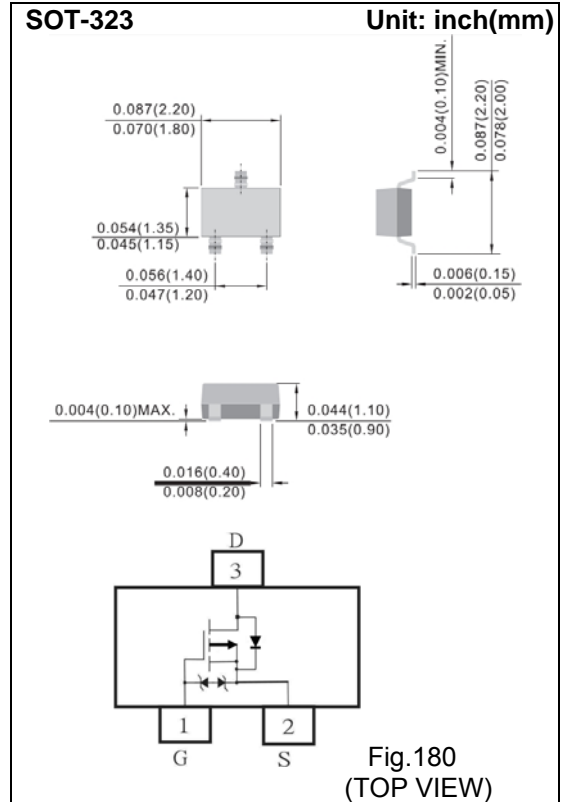 SOT-323 Unit: inch(mm)
0.004(0.10)MIN.
0.087(2.20)
0.078(2.00)
0.087(2.20)
0.070(1.80)
0.054(1.35)
0.045(1.15)
0.056(1.40)
0.047(1.20)
0.006(0.15)
0.002(0.05)
0.004(0.10)MAX.
0.044(1.10)
0.035(0.90)
0.016(0.40)
0.008(0.20)
D
3
1 2
G S
Fig.180
(TOP VIEW)